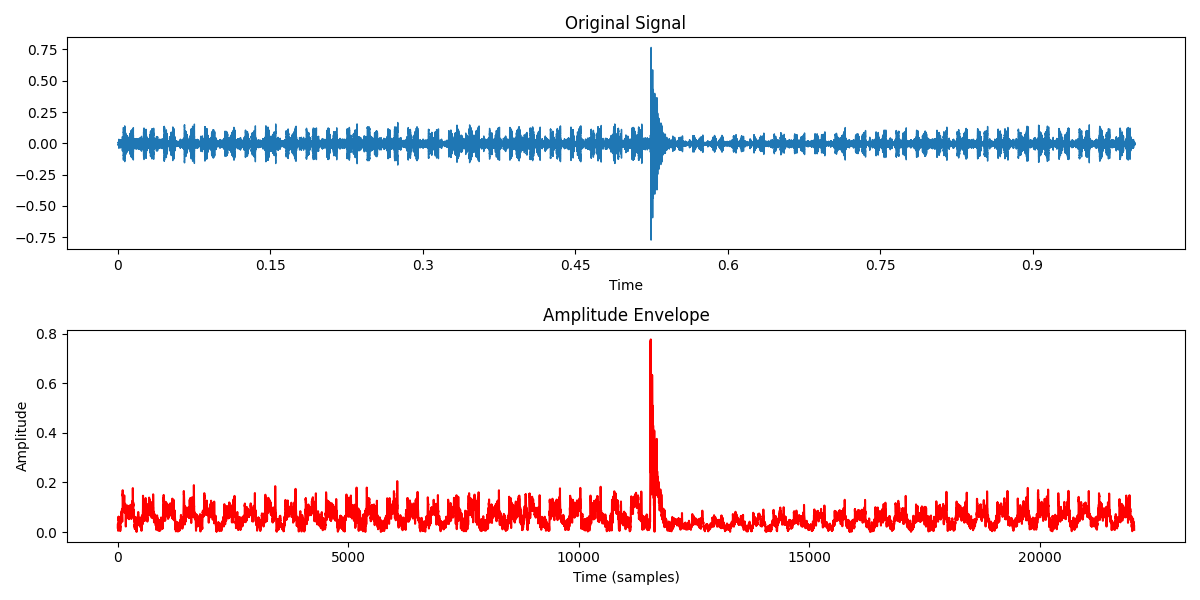 Original Signal
0.75
0.50
0.25
0.00
−0.25
−0.50
−0.75
0 0.15 0.3 0.45 0.6 0.75 0.9
Time
Amplitude Envelope
0.8
0.6
0.4
0.2
0.0
Amplitude
0 5000 10000 15000 20000
Time (samples)